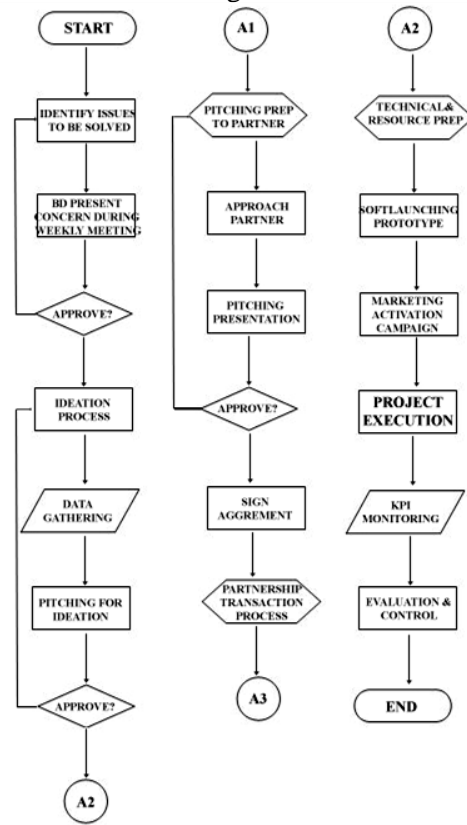 START
IDENTIFY ISSUES
TO BE SOLVED
BD PRESENT
CONCERN DURING
WEEKLY MEETING
APPROVE?
IDEATION
PROCESS
DATA
GATHERING
PITCHING FOR
IDEATION
APPROVE?
A2
A1
PITCHING PREP
TO PARTNER
APPROACH
PARTNER
PITCHING
PRESENTATION
APPROVE?
SIGN
AGGREMENT
PARTNERSHIP
TRANSACTION
PROCESS
A3
A2
TECHNICAL&
RESOURCE PREP
SOFTLAUNCHING
PROTOTYPE
MARKETING
ACTIVATION
CAMPAIGN
PROJECT
EXECUTION
KPI
MONITORING
EVALUATION &
CONTROL
END